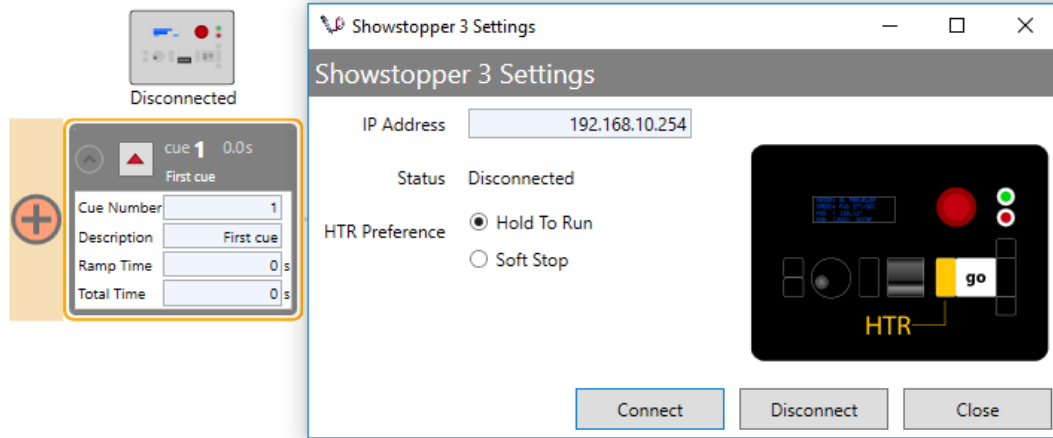 Disconnected
cue 1 0.0s
First cue
Cue Number 1
Description First cue
Ramp Time 0 s
Total Time 0 s
Showstopper 3 Settings
Showstopper 3 Settings
IP Address 192.168.10.254
Status Disconnected
HTR Preference Hold To Run
Soft Stop
go
HTR
Connect Disconnect Close